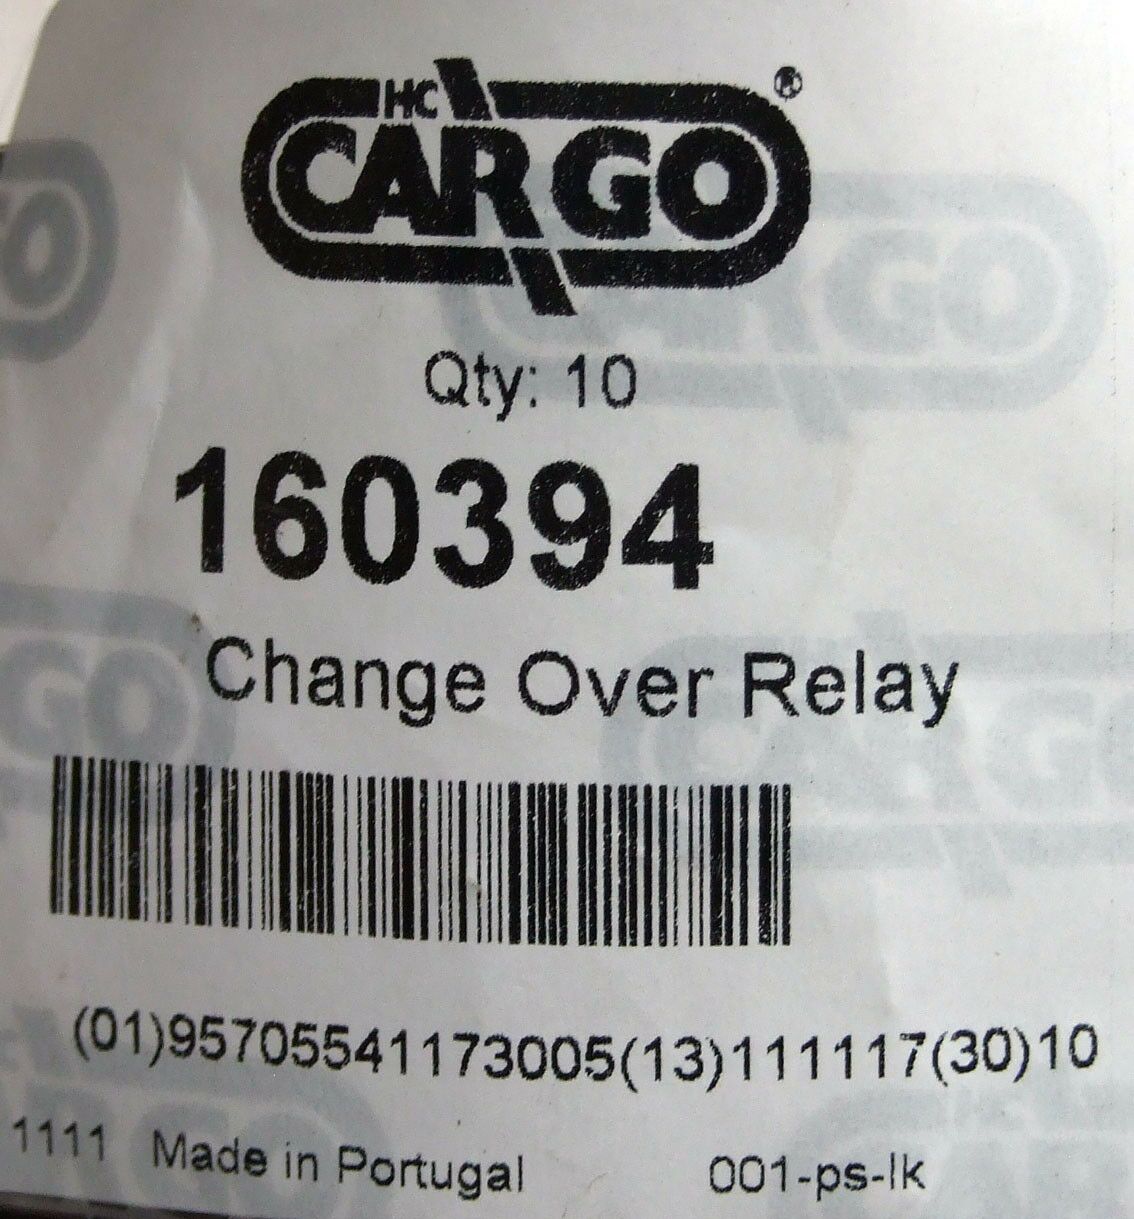 HC
CARGO®
Qty: 10
160394
Change Over Relay
(01)95705541173005(13)111117(30)10
1111 Made in Portugal 001-ps-lk